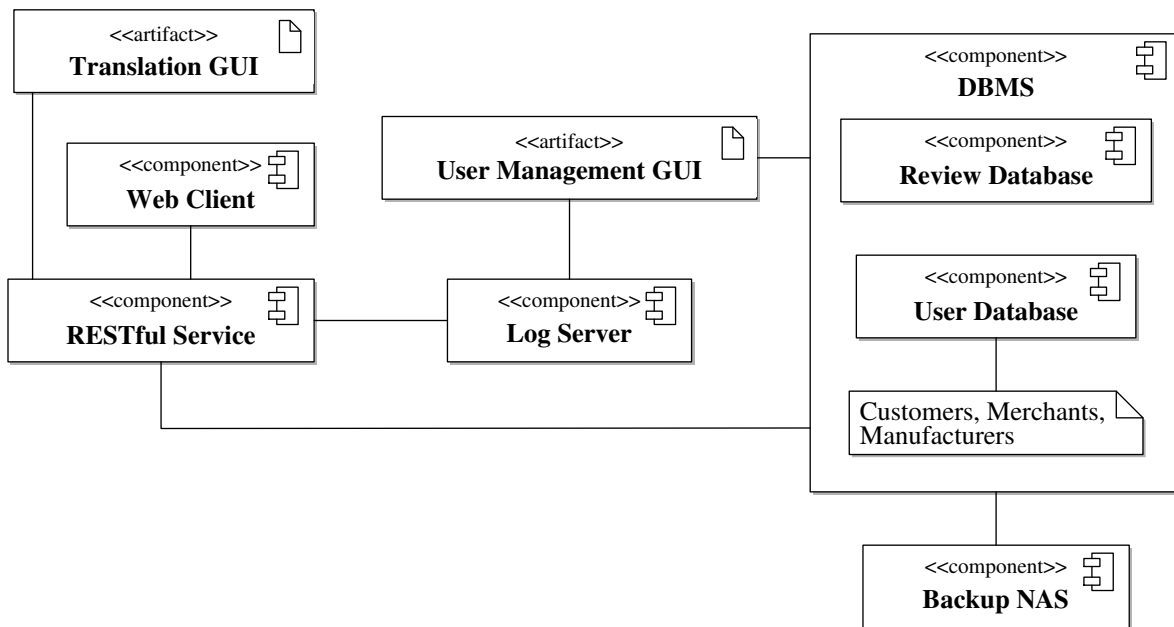 <<artifact>>
Translation GUI
<<component>>
Web Client
<<component>>
RESTful Service
<<artifact>>
User Management GUI
<<component>>
Log Server
<<component>>
DBMS
<<component>>
Review Database
<<component>>
User Database
Customers, Merchants,
Manufacturers
<<component>>
Backup NAS